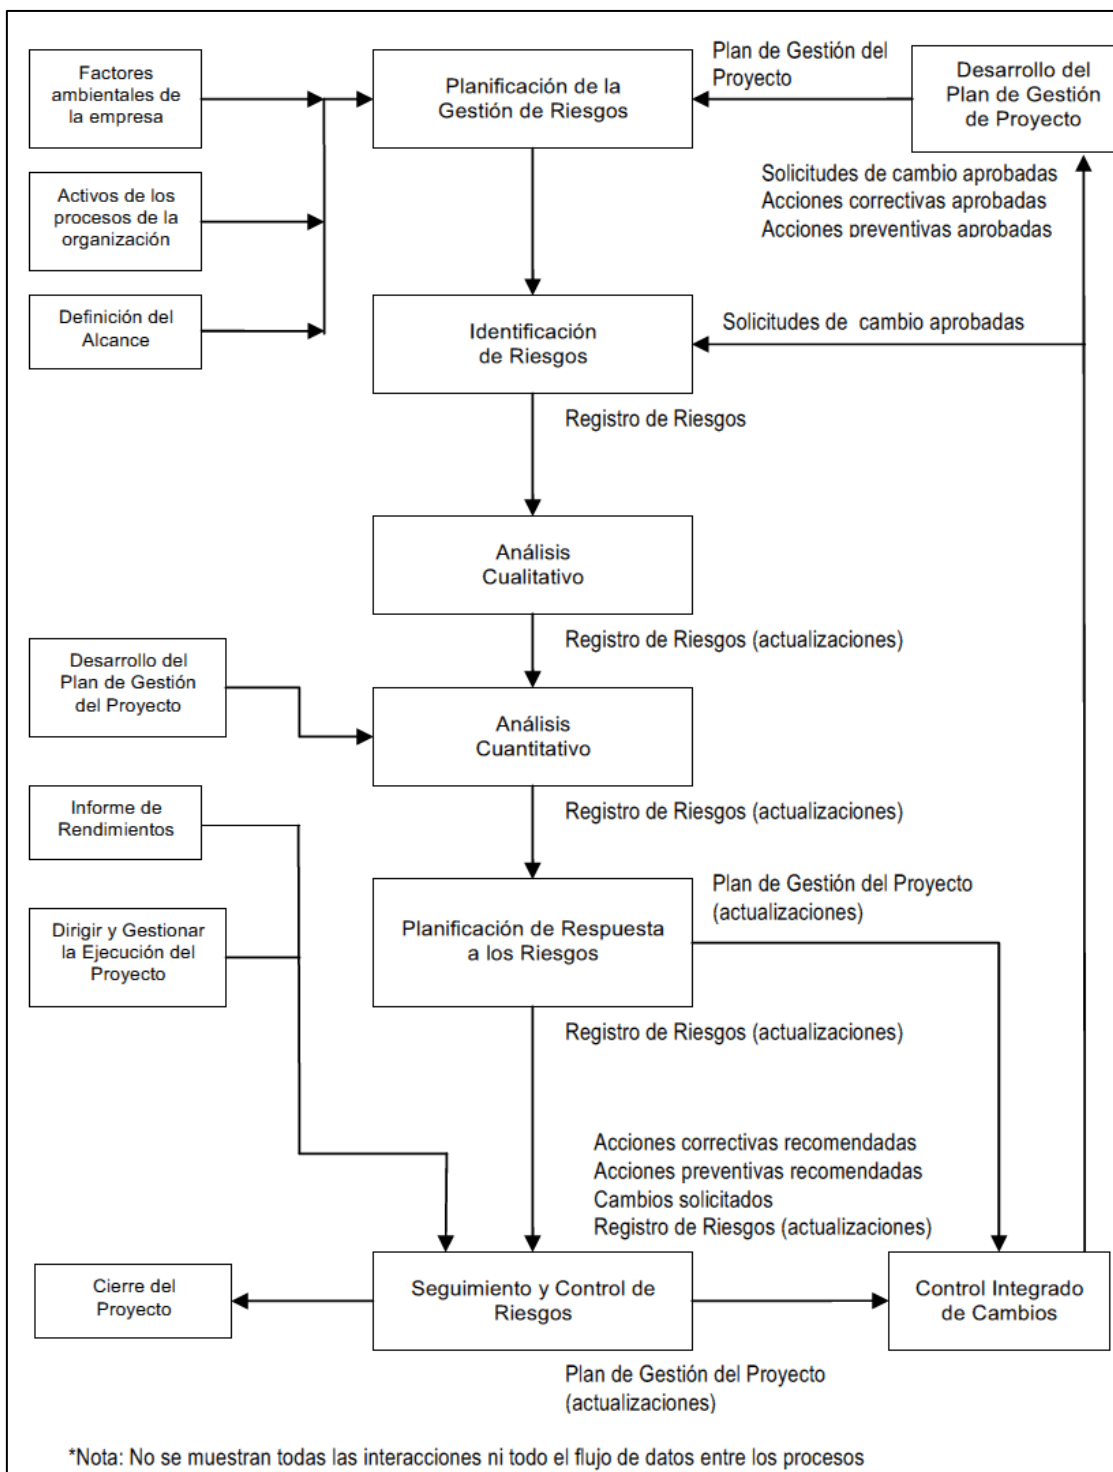 Factores
ambientales de
la empresa
Planificación de la
Gestión de Riesgos
Plan de Gestión del
Proyecto
Desarrollo del
Plan de Gestión
de Proyecto
Activos de los
procesos de la
organización
Solicitudes de cambio aprobadas
Acciones correctivas aprobadas
Acciones preventivas aprobadas
Definición del
Alcance
Identificación
de Riesgos
Solicitudes de cambio aprobadas
Registro de Riesgos
Análisis
Cualitativo
Registro de Riesgos (actualizaciones)
Desarrollo del
Plan de Gestión
del Proyecto
Análisis
Cuantitativo
Informe de
Rendimientos
Registro de Riesgos (actualizaciones)
Plan de Gestión del Proyecto
(actualizaciones)
Dirigir y Gestionar
la Ejecución del
Proyecto
Planificación de Respuesta
a los Riesgos
Registro de Riesgos (actualizaciones)
Acciones correctivas recomendadas
Acciones preventivas recomendadas
Cambios solicitados
Registro de Riesgos (actualizaciones)
Cierre del
Proyecto
Seguimiento y Control de
Riesgos
Control Integrado
de Cambios
Plan de Gestión del Proyecto
(actualizaciones)
*Nota: No se muestran todas las interacciones ni todo el flujo de datos entre los procesos